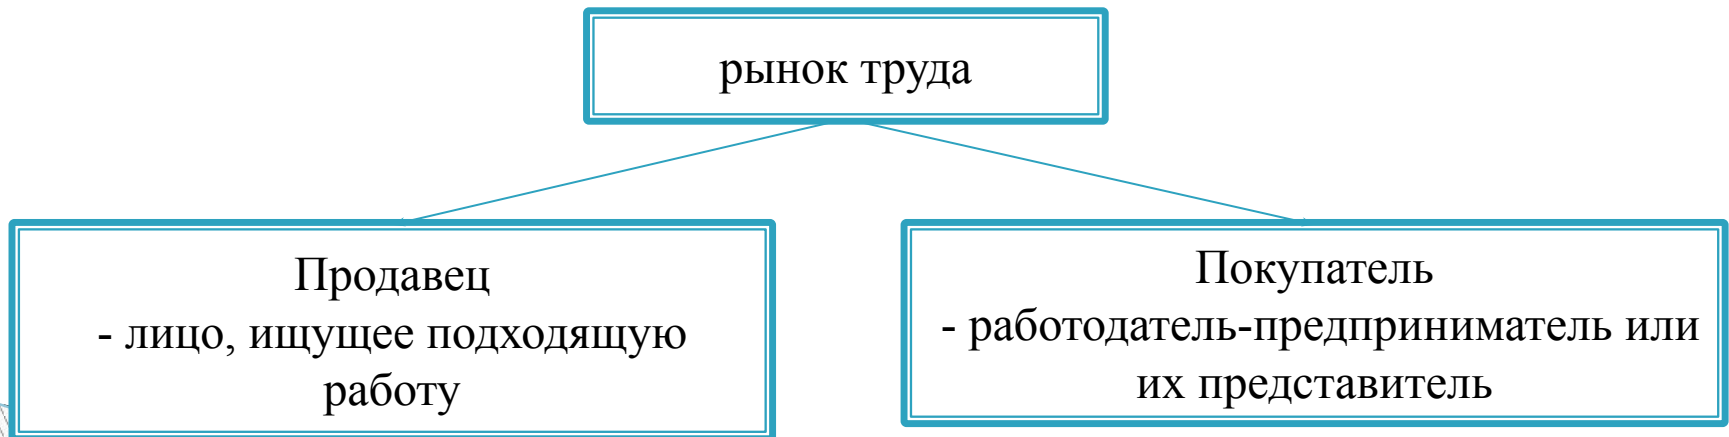 рынок труда
Продавец
- лицо, ищущее подходящую
работу
Покупатель
- работодатель-предприниматель или
их представитель